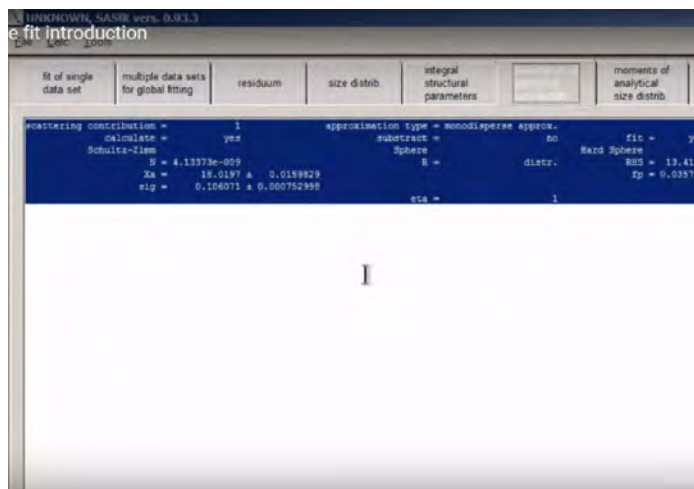 UNKNOWN, SASfit vers. 0.93.3
e fit introduction
File Calc Tools
fit of single data set
multiple data sets for global fitting
residuum
size distrib.
integral structural parameters
moments of analytical size distrib.
scattering contribution = 1 approximation type = monodisperse approx.
calculate = yes substract = no fit = y
Schultz-Zimm Sphere Hard Sphere
N = 4.13373e-009 R = distr. RHS = 13.41
Xa = 18.0197 ± 0.0159829 fp = 0.0357
sig = 0.106071 ± 0.000752998
eta = 1